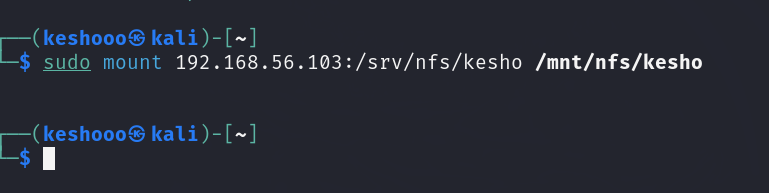 ┌──(keshooo㉿kali)-[~]
└─$ sudo mount 192.168.56.103:/srv/nfs/kesho /mnt/nfs/kesho
┌──(keshooo㉿kali)-[~]
└─$